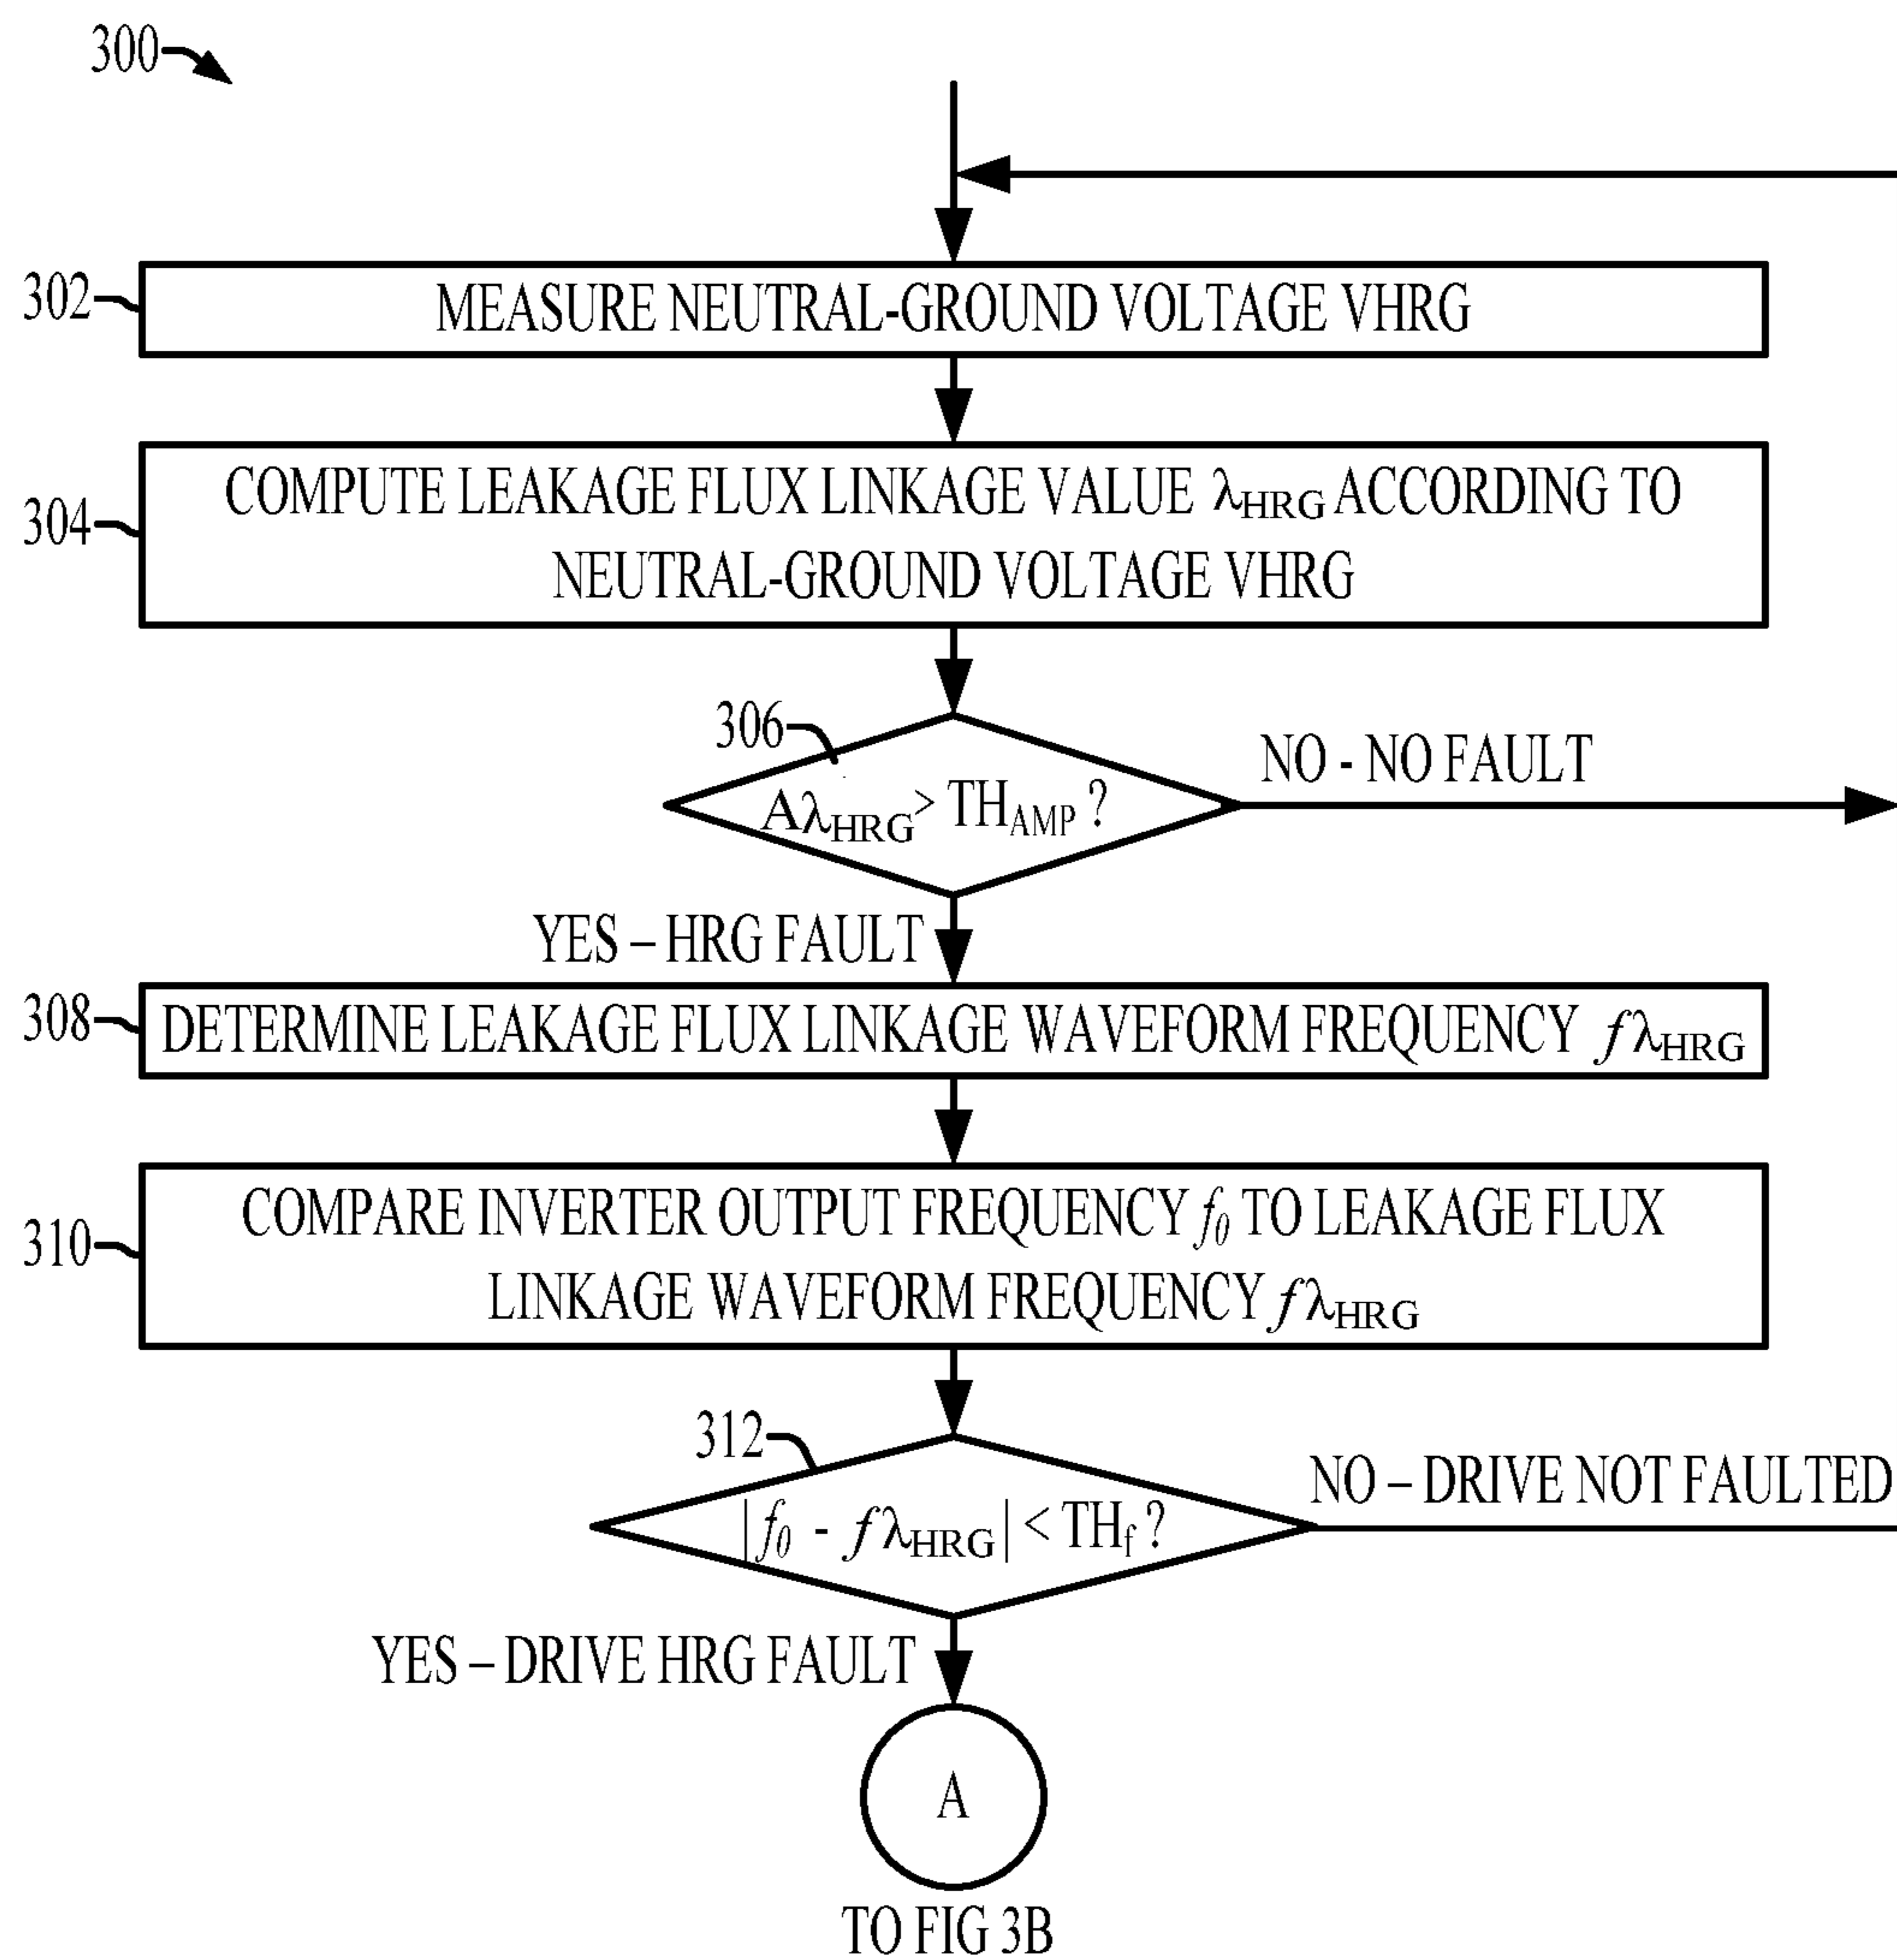 300
302
MEASURE NEUTRAL-GROUND VOLTAGE VHRG
304
COMPUTE LEAKAGE FLUX LINKAGE VALUE λHRG ACCORDING TO
NEUTRAL-GROUND VOLTAGE VHRG
306
AλHRG > THAMP ?
NO - NO FAULT
YES – HRG FAULT
308
DETERMINE LEAKAGE FLUX LINKAGE WAVEFORM FREQUENCY fλHRG
310
COMPARE INVERTER OUTPUT FREQUENCY f0 TO LEAKAGE FLUX
LINKAGE WAVEFORM FREQUENCY fλHRG
312
|f0 - fλHRG| < THf ?
NO – DRIVE NOT FAULTED
YES – DRIVE HRG FAULT
A
TO FIG 3B